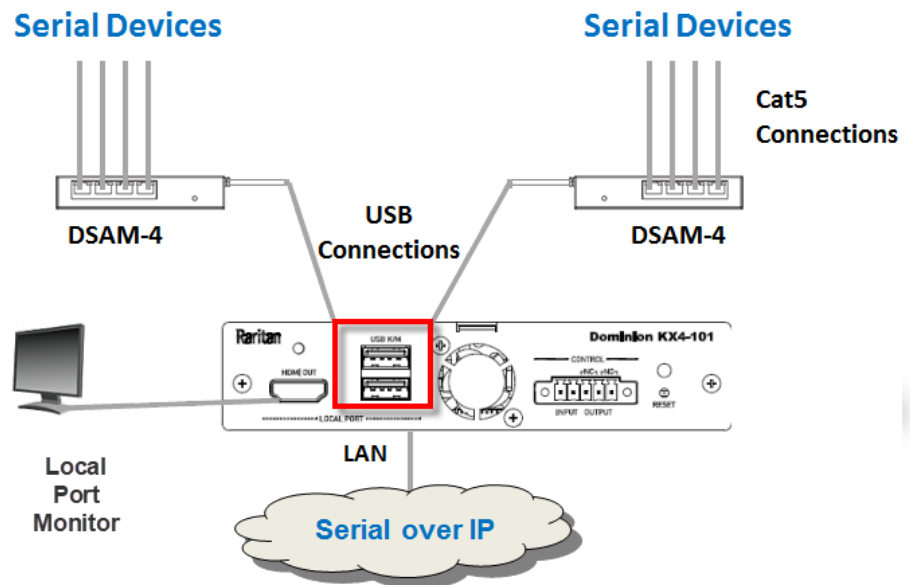 Serial Devices
Serial Devices
Cat5
Connections
DSAM-4
USB
Connections
DSAM-4
Raritan
USB K/M
Dominion KX4-101
HDMI OUT
CONTROL
INPUT OUTPUT
RESET
LOCAL PORT
LAN
Local
Port
Monitor
Serial over IP